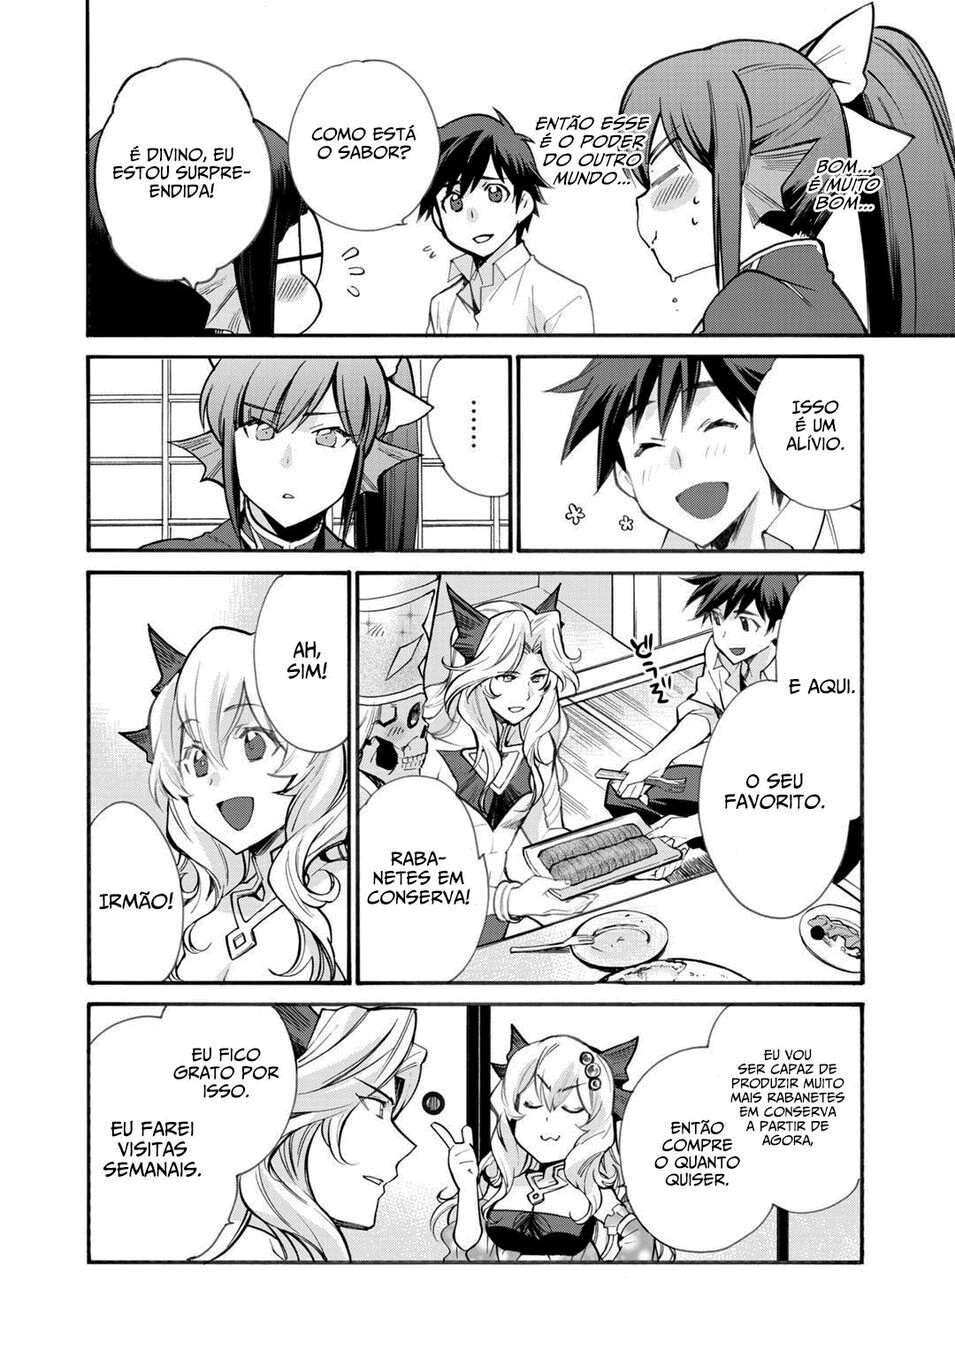 BOM...
É MUITO
BOM...
ENTÃO ESSE
É O PODER
DO OUTRO
MUNDO...
COMO ESTÁ
O SABOR?
É DIVINO, EU
ESTOU SURPRE-
ENDIDA!
ISSO
É UM
ALÍVIO.
......
E AQUI.
O SEU
FAVORITO.
どうぞ
RABA-
NETES EM
CONSERVA!
AH,
SIM!
IRMÃO!
EU VOU
SER CAPAZ DE
PRODUZIR MUITO
MAIS RABANETES
EM CONSERVA
A PARTIR DE
AGORA,
ENTÃO
COMPRE
O QUANTO
QUISER.
EU FICO
GRATO POR
ISSO.
EU FAREI
VISITAS
SEMANAIS.